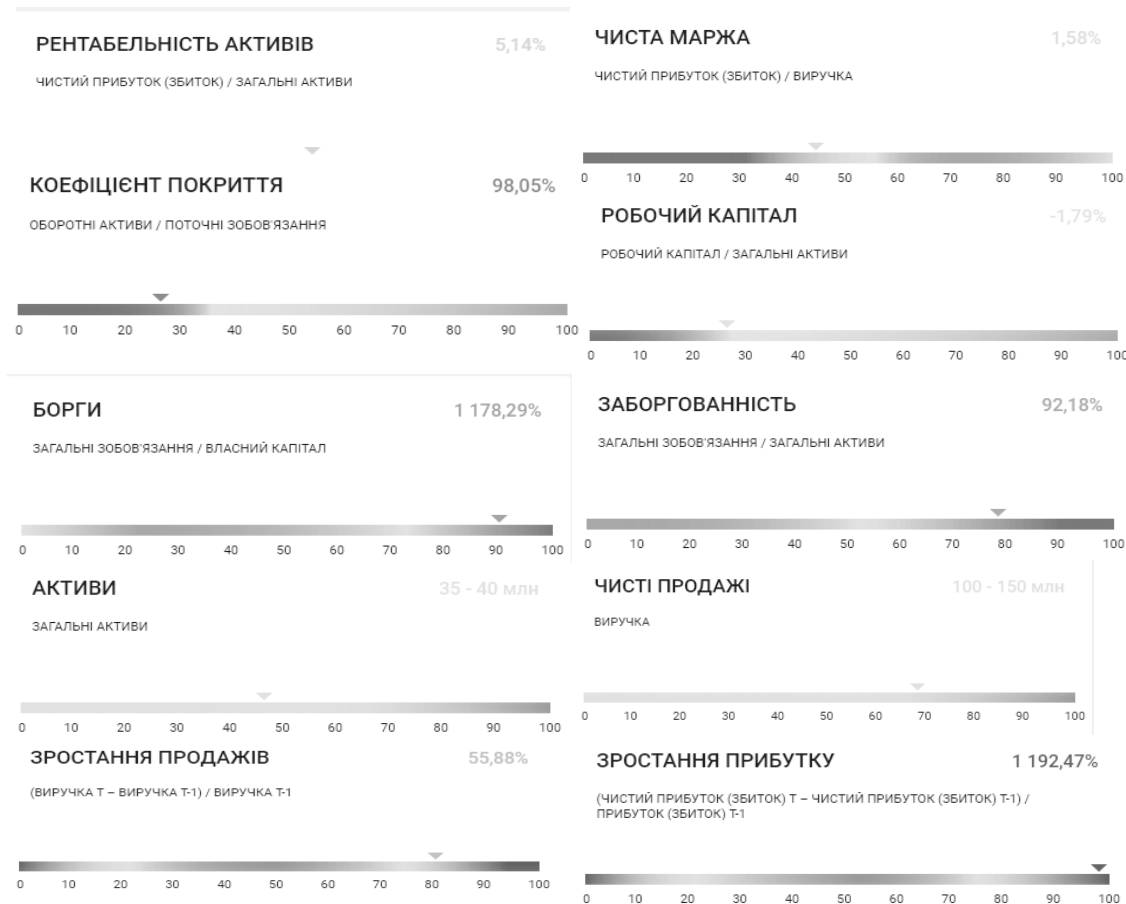 РЕНТАБЕЛЬНІСТЬ АКТИВІВ 5,14%
ЧИСТИЙ ПРИБУТОК (ЗБИТОК) / ЗАГАЛЬНІ АКТИВИ
ЧИСТА МАРЖА 1,58%
ЧИСТИЙ ПРИБУТОК (ЗБИТОК) / ВИРУЧКА
0 10 20 30 40 50 60 70 80 90 100
КОЕФІЦІЄНТ ПОКРИТТЯ 98,05%
ОБОРОТНІ АКТИВИ / ПОТОЧНІ ЗОБОВ'ЯЗАННЯ
0 10 20 30 40 50 60 70 80 90 100
РОБОЧИЙ КАПІТАЛ -1,79%
РОБОЧИЙ КАПІТАЛ / ЗАГАЛЬНІ АКТИВИ
0 10 20 30 40 50 60 70 80 90 100
БОРГИ 1 178,29%
ЗАГАЛЬНІ ЗОБОВ'ЯЗАННЯ / ВЛАСНИЙ КАПІТАЛ
0 10 20 30 40 50 60 70 80 90 100
ЗАБОРГОВАННІСТЬ 92,18%
ЗАГАЛЬНІ ЗОБОВ'ЯЗАННЯ / ЗАГАЛЬНІ АКТИВИ
0 10 20 30 40 50 60 70 80 90 100
АКТИВИ 35 - 40 млн
ЗАГАЛЬНІ АКТИВИ
0 10 20 30 40 50 60 70 80 90 100
ЧИСТІ ПРОДАЖІ 100 - 150 млн
ВИРУЧКА
0 10 20 30 40 50 60 70 80 90 100
ЗРОСТАННЯ ПРОДАЖІВ 55,88%
(ВИРУЧКА Т – ВИРУЧКА Т-1) / ВИРУЧКА Т-1
0 10 20 30 40 50 60 70 80 90 100
ЗРОСТАННЯ ПРИБУТКУ 1 192,47%
(ЧИСТИЙ ПРИБУТОК (ЗБИТОК) Т – ЧИСТИЙ ПРИБУТОК (ЗБИТОК) Т-1) /
ПРИБУТОК (ЗБИТОК) Т-1
0 10 20 30 40 50 60 70 80 90 100